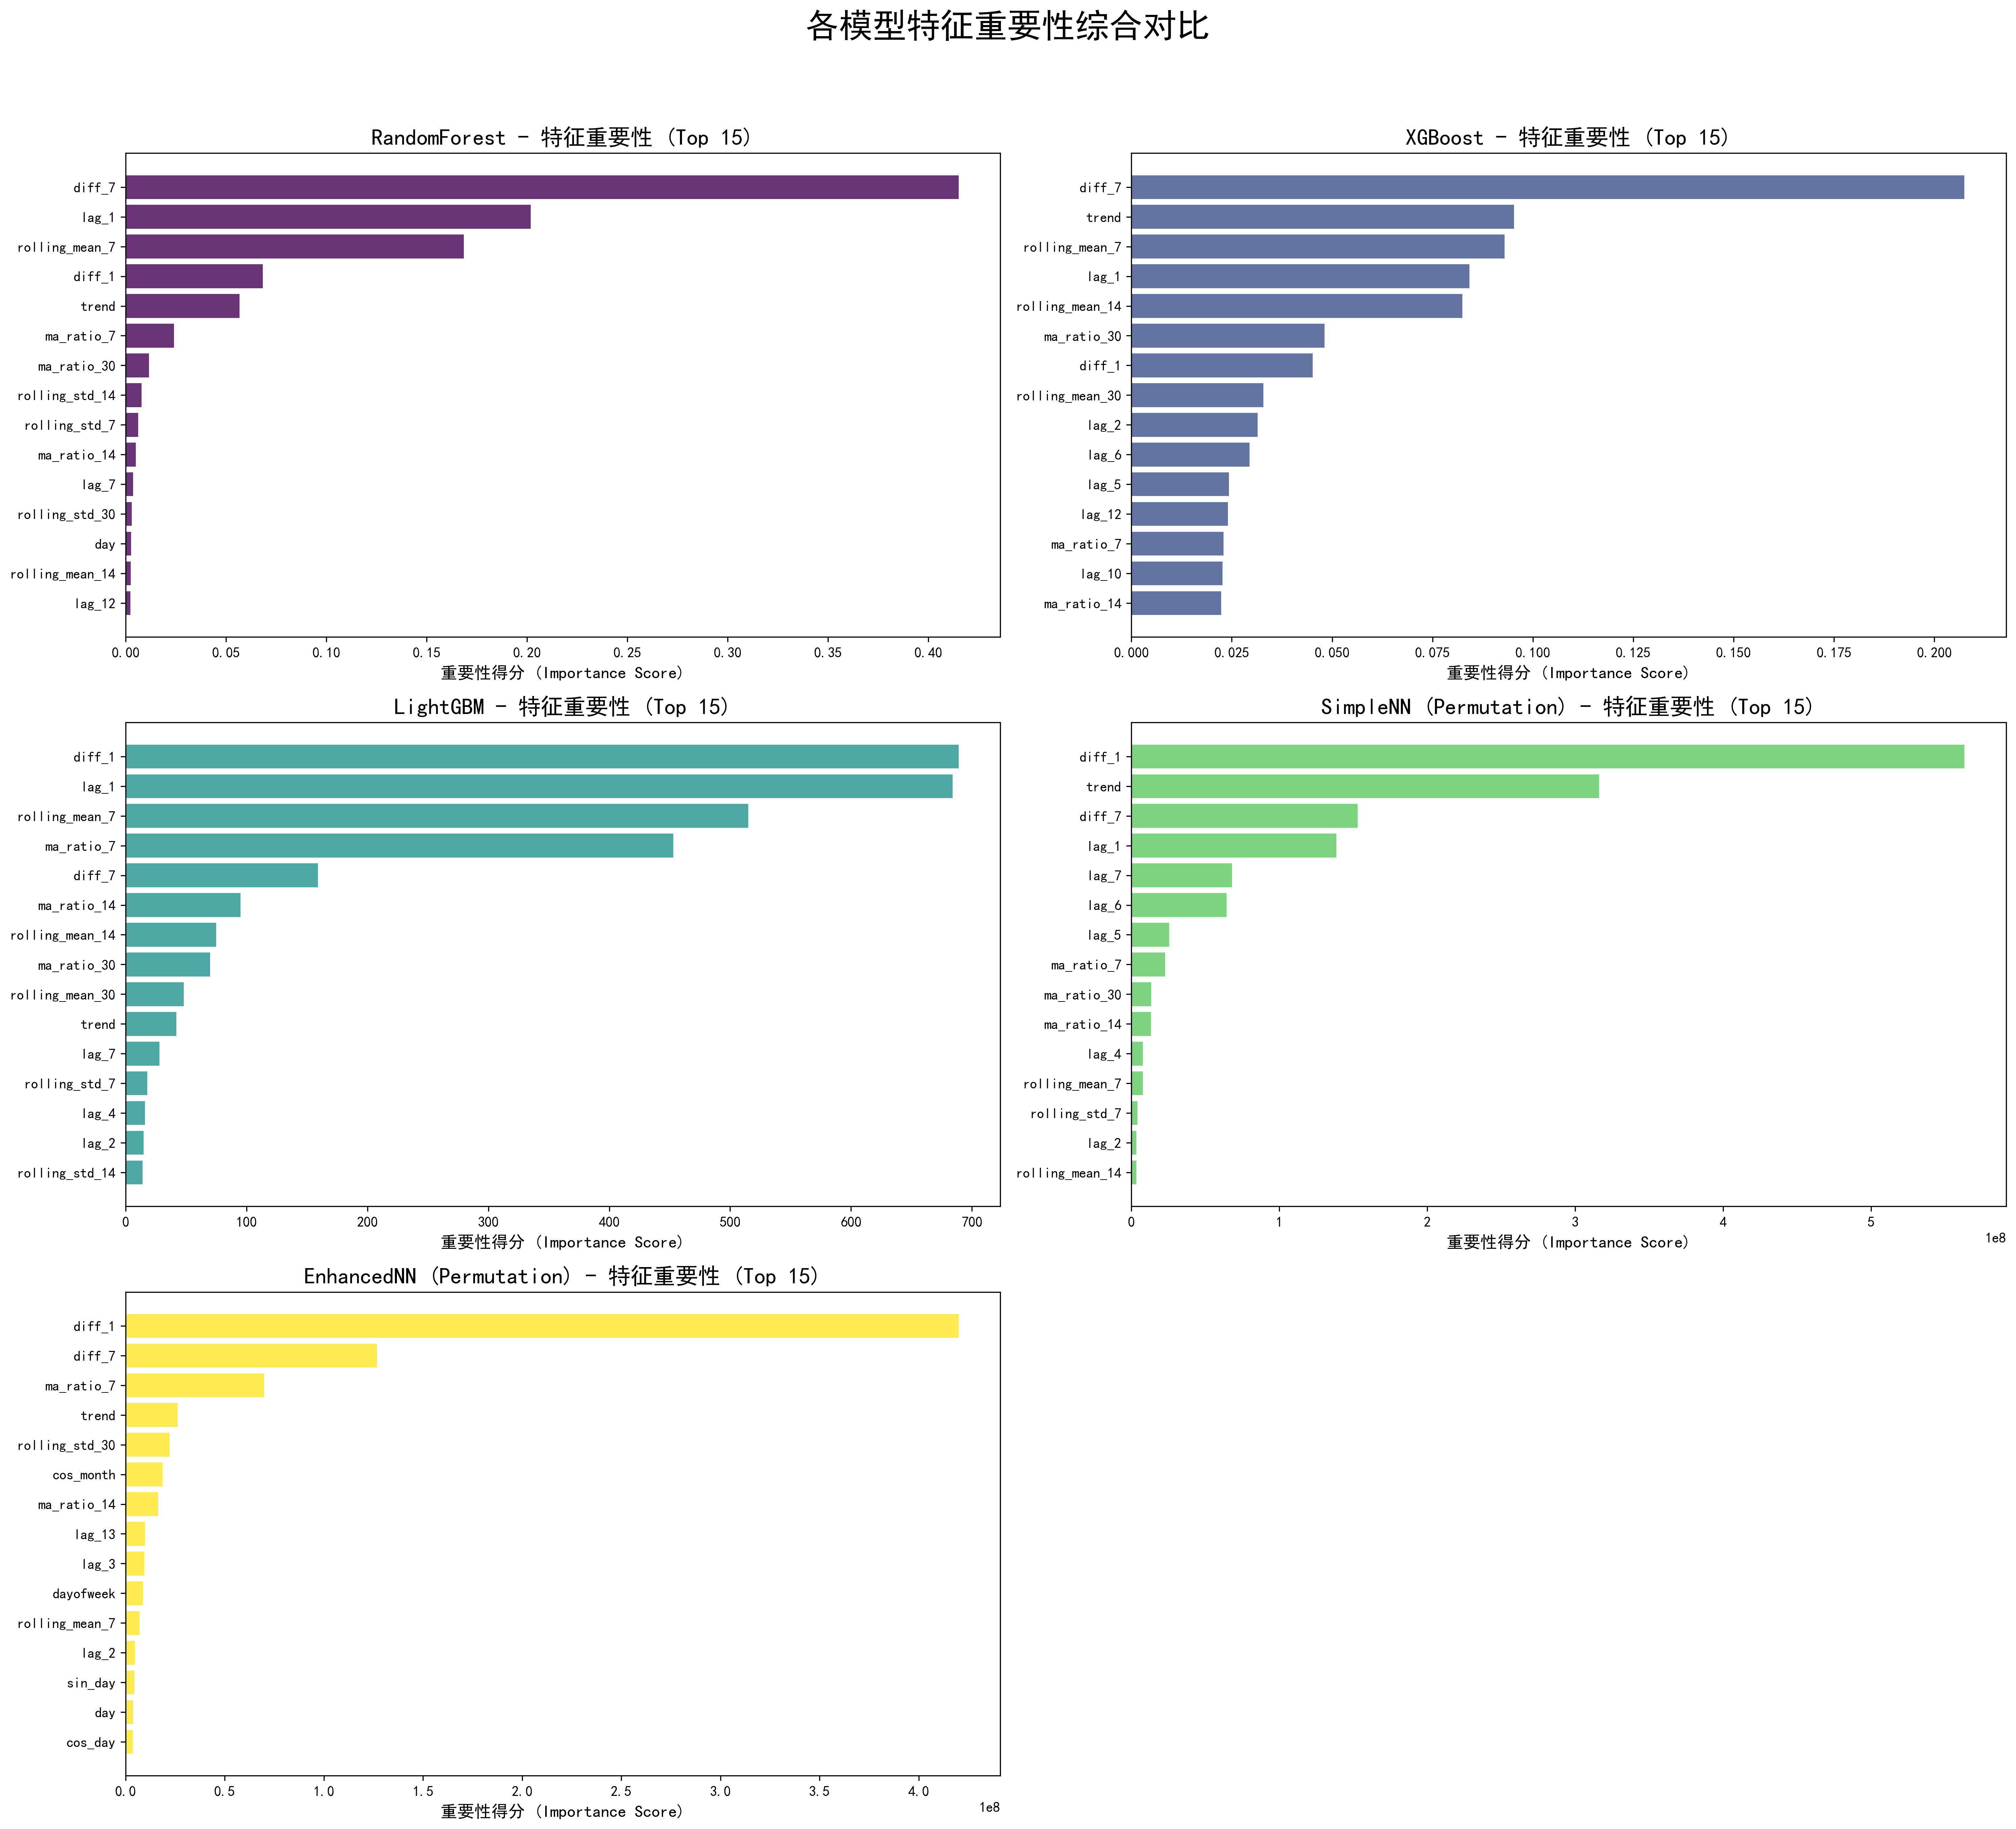 各模型特征重要性综合对比
RandomForest - 特征重要性 (Top 15)
diff_7
lag_1
rolling_mean_7
diff_1
trend
ma_ratio_7
ma_ratio_30
rolling_std_14
rolling_std_7
ma_ratio_14
lag_7
rolling_std_30
day
rolling_mean_14
lag_12
0.00 0.05 0.10 0.15 0.20 0.25 0.30 0.35 0.40
重要性得分 (Importance Score)
XGBoost - 特征重要性 (Top 15)
diff_7
trend
rolling_mean_7
lag_1
rolling_mean_14
ma_ratio_30
diff_1
rolling_mean_30
lag_2
lag_6
lag_5
lag_12
ma_ratio_7
lag_10
ma_ratio_14
0.000 0.025 0.050 0.075 0.100 0.125 0.150 0.175 0.200
重要性得分 (Importance Score)
LightGBM - 特征重要性 (Top 15)
diff_1
lag_1
rolling_mean_7
ma_ratio_7
diff_7
ma_ratio_14
rolling_mean_14
ma_ratio_30
rolling_mean_30
trend
lag_7
rolling_std_7
lag_4
lag_2
rolling_std_14
0 100 200 300 400 500 600 700
重要性得分 (Importance Score)
SimpleNN (Permutation) - 特征重要性 (Top 15)
diff_1
trend
diff_7
lag_1
lag_7
lag_6
lag_5
ma_ratio_7
ma_ratio_30
ma_ratio_14
lag_4
rolling_mean_7
rolling_std_7
lag_2
rolling_mean_14
0 1 2 3 4 5
1e8
重要性得分 (Importance Score)
EnhancedNN (Permutation) - 特征重要性 (Top 15)
diff_1
diff_7
ma_ratio_7
trend
rolling_std_30
cos_month
ma_ratio_14
lag_13
lag_3
dayofweek
rolling_mean_7
lag_2
sin_day
day
cos_day
0.0 0.5 1.0 1.5 2.0 2.5 3.0 3.5 4.0
1e8
重要性得分 (Importance Score)